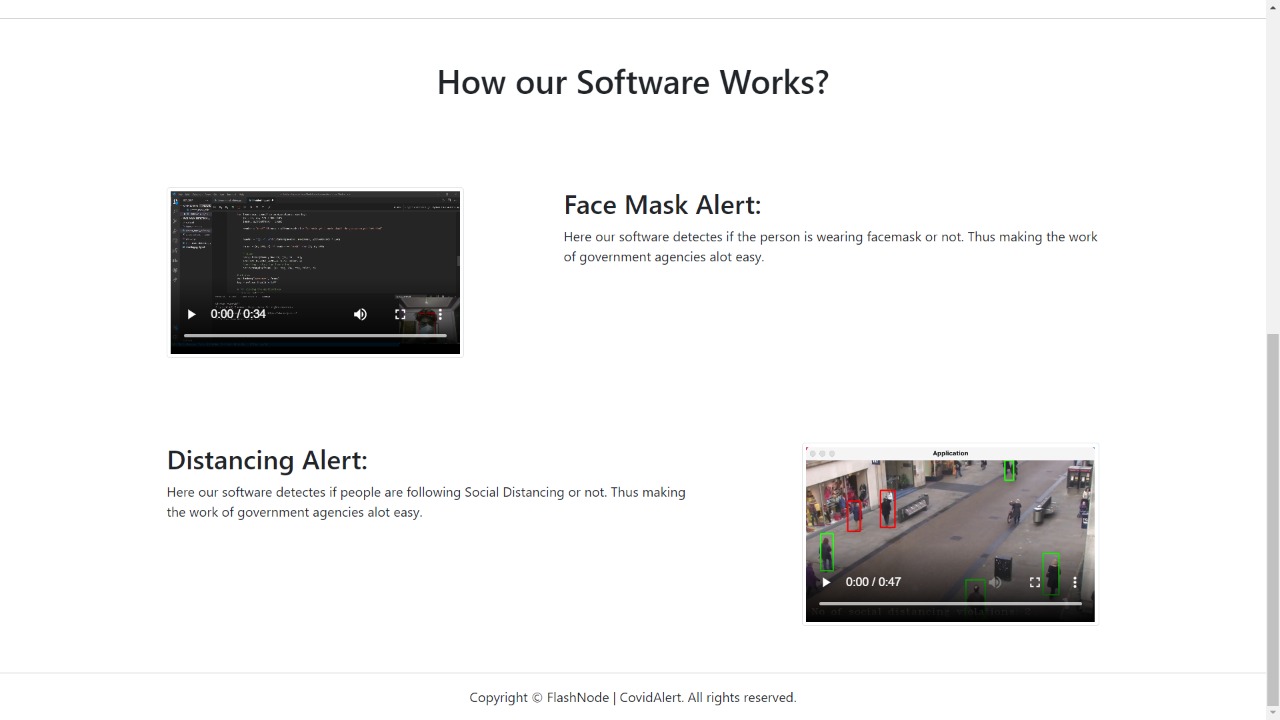 How our Software Works?
Face Mask Alert:
Here our software detectes if the person is wearing facemask or not. Thus making the work
of government agencies alot easy.
0:00 / 0:34
Distancing Alert:
Here our software detectes if people are following Social Distancing or not. Thus making
the work of government agencies alot easy.
Application
0:00 / 0:47
No of social distancing violations:
Copyright © FlashNode | CovidAlert. All rights reserved.